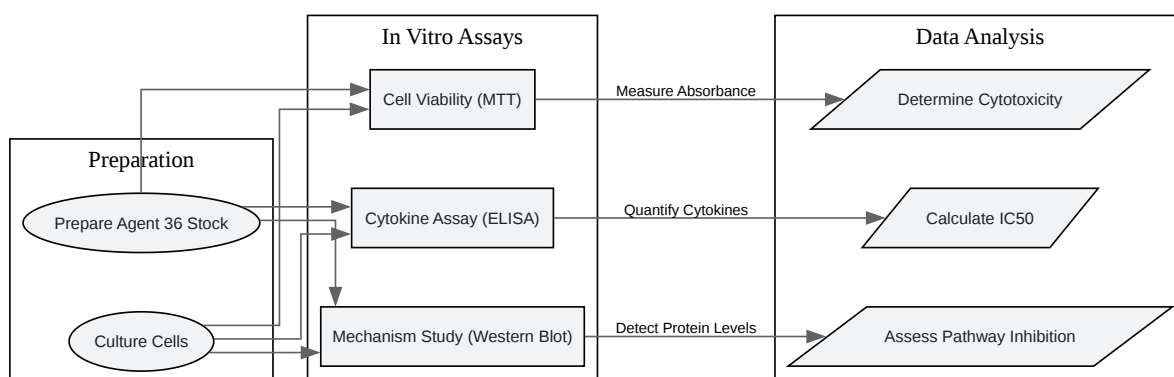 In Vitro Assays
Data Analysis
Cell Viability (MTT)
Measure Absorbance
Determine Cytotoxicity
Preparation
Prepare Agent 36 Stock
Cytokine Assay (ELISA)
Quantify Cytokines
Calculate IC50
Culture Cells
Mechanism Study (Western Blot)
Detect Protein Levels
Assess Pathway Inhibition